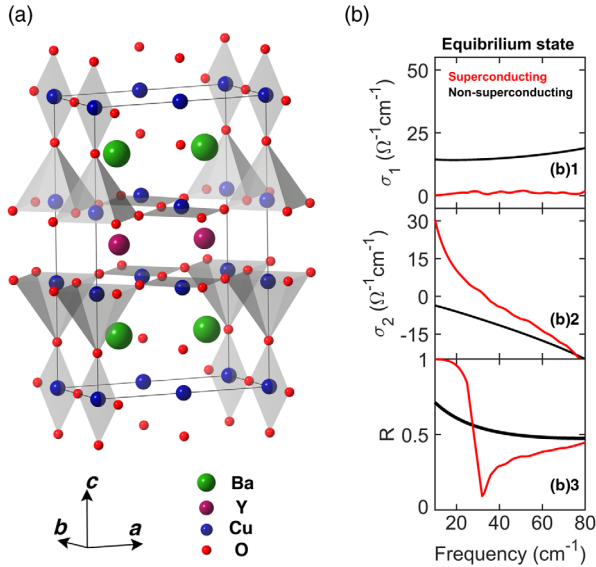 (a)
(b)
Equibrilium state
Superconducting
Non-superconducting
50
25
0
σ1 (Ω-1cm-1)
(b)1
30
15
0
-15
σ2 (Ω-1cm-1)
(b)2
1
0.5
0
R
(b)3
20 40 60 80
Frequency (cm-1)
c
b
a
Ba
Y
Cu
O